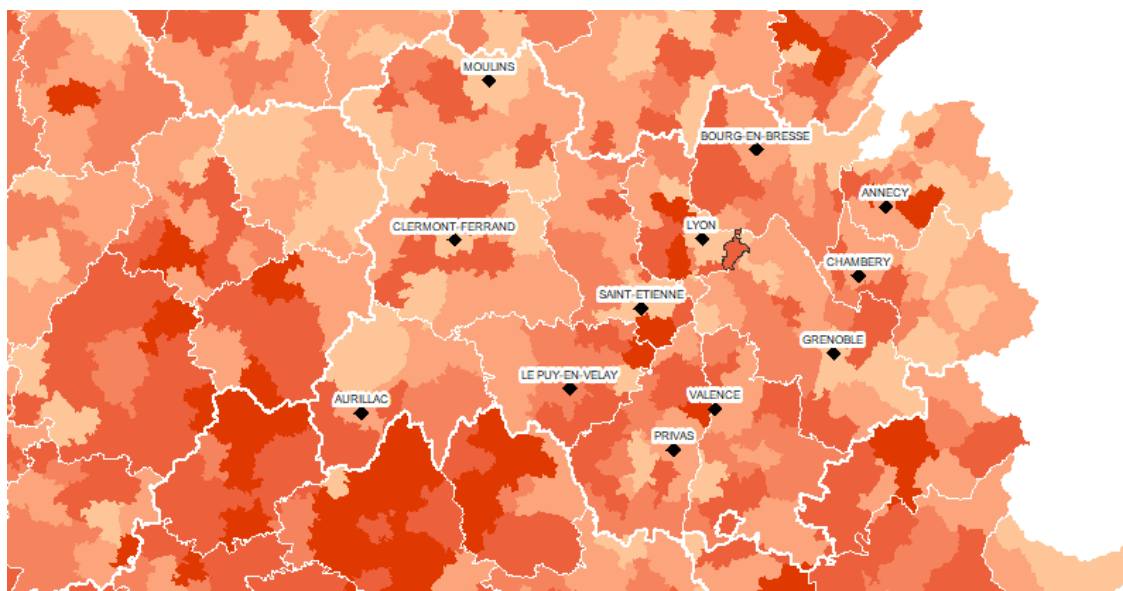 MOULINS
BOURG-EN-BRESSE
ANNECY
CLERMONT-FERRAND
LYON
CHAMBERY
SAINT-ETIENNE
GRENOBLE
LE PUY-EN-VELAY
AURILLAC
VALENCE
PRIVAS